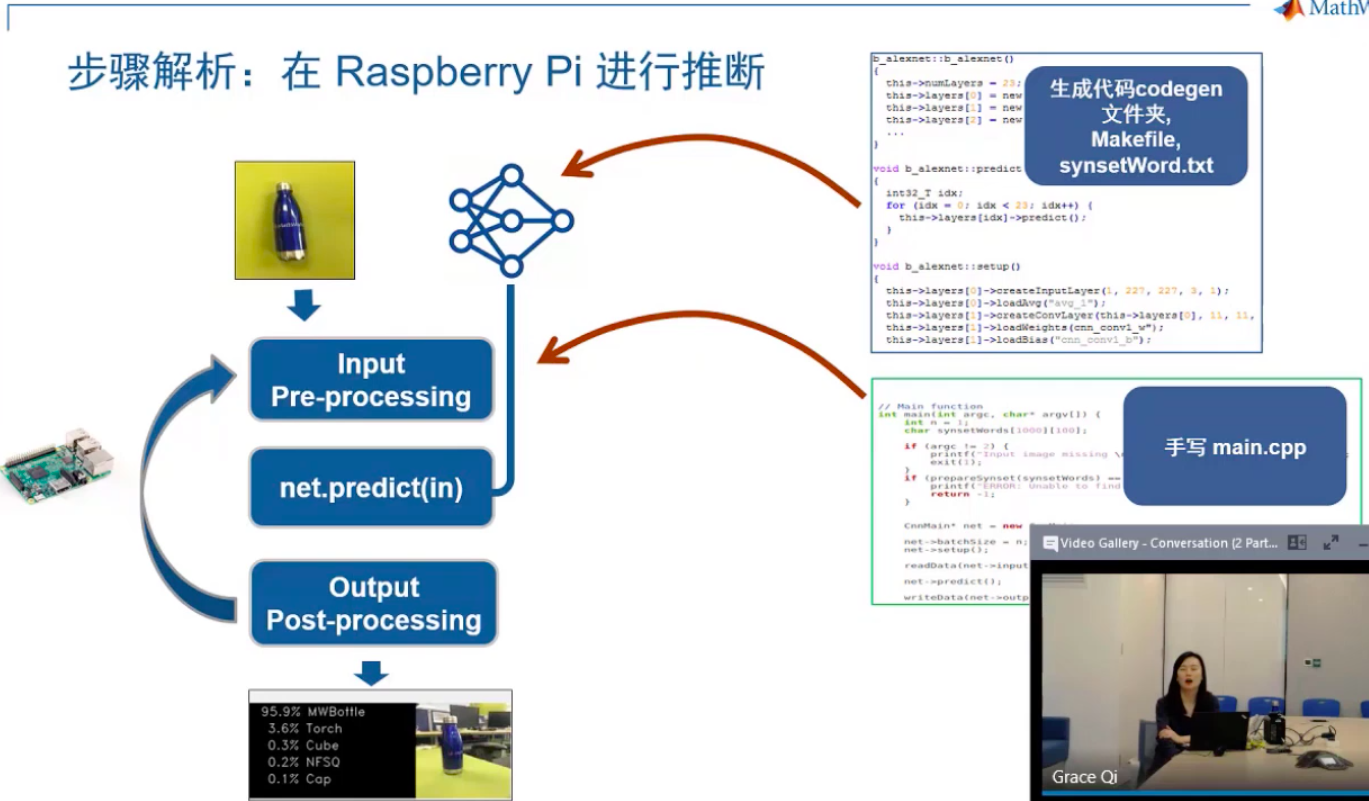 MathW
步骤解析：在 Raspberry Pi 进行推断
b_alexnet::b_alexnet()
{
this->numLayers = 23;
this->layers[0] = new
this->layers[1] = new
this->layers[2] = new
...
}
void b_alexnet::predict
{
int32_T idx;
for (idx = 0; idx < 23; idx++) {
this->layers[idx]->predict();
}
}
void b_alexnet::setup()
{
this->layers[0]->createInputLayer(1, 227, 227, 3, 1);
this->layers[0]->loadAvg("avg_1");
this->layers[1]->createConvLayer(this->layers[0], 11, 11,
this->layers[1]->loadWeights(cnn_conv1_w");
this->layers[1]->loadBias("cnn_conv1_b");
生成代码codegen
文件夹,
Makefile,
synsetWord.txt
Input
Pre-processing
net.predict(in)
Output
Post-processing
95.9% MWBottle
3.6% Torch
0.3% Cube
0.2% NFSQ
0.1% Cap
// Main function
int main(int argc, char* argv[]) {
int n = 1;
char synsetWords[1000][100];
if (argc != 2) {
printf("Input image missing \
exit(1);
}
if (prepareSynset(synsetWords) ==
printf("ERROR: Unable to find
return -1;
}
CnnMain* net = new
net->batchSize = n;
net->setup();
readData(net->input
net->predict();
writeData(net->outp
手写 main.cpp
Video Gallery - Conversation (2 Part...
Grace Qi